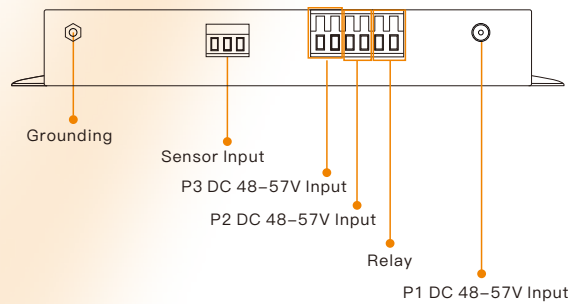 Grounding
Sensor Input
P3 DC 48–57V Input
P2 DC 48–57V Input
Relay
P1 DC 48–57V Input